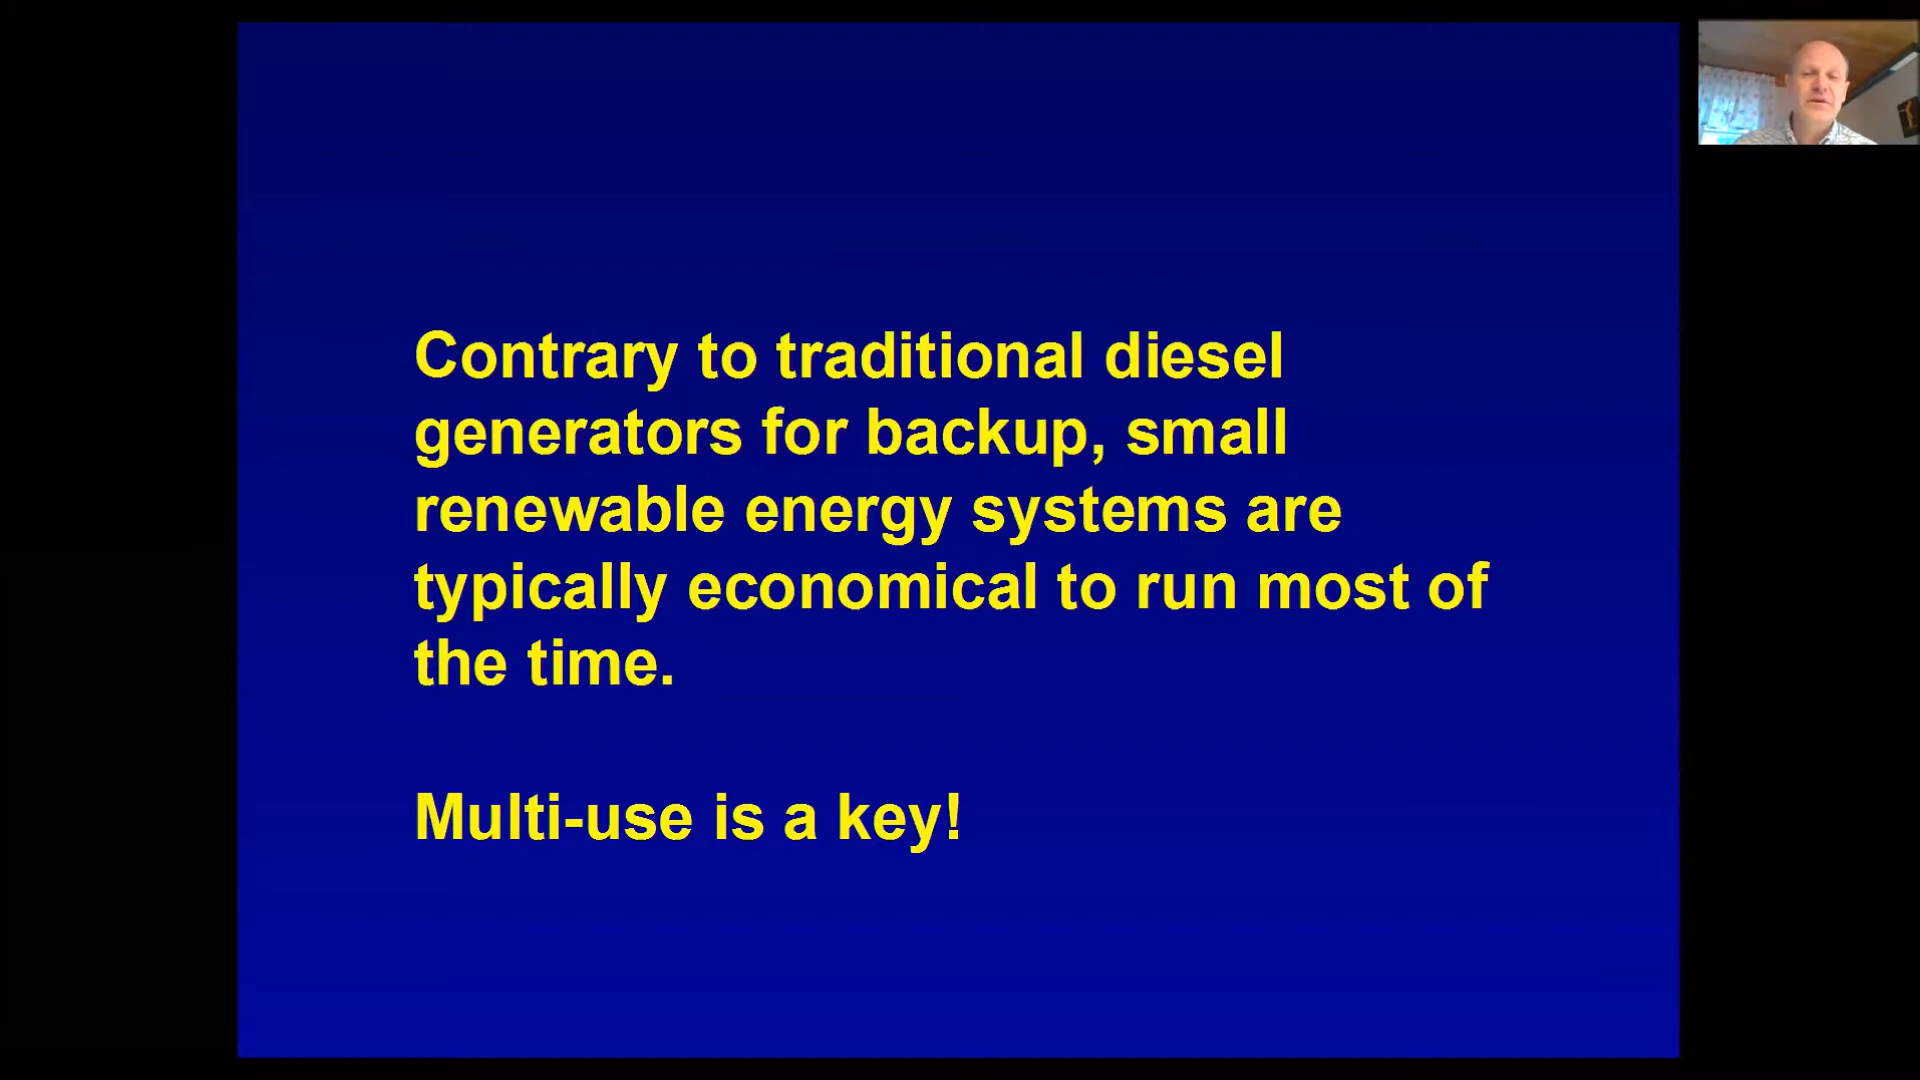 Contrary to traditional diesel
generators for backup, small
renewable energy systems are
typically economical to run most of
the time.
Multi-use is a key!